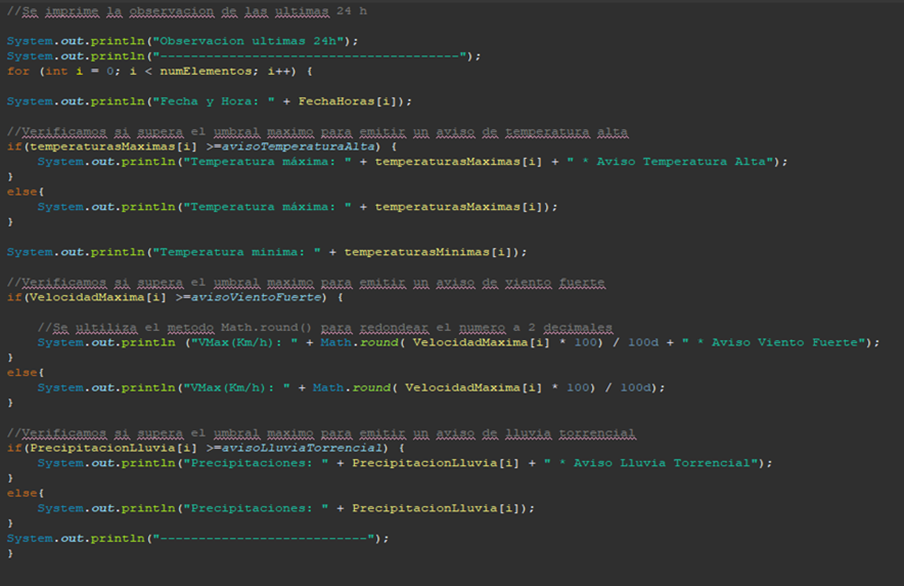 //Se imprime la observacion de las ultimas 24 h
System.out.println("Observacion ultimas 24h");
System.out.println("---------------------------------------");
for (int i = 0; i < numElementos; i++) {
System.out.println("Fecha y Hora: " + FechaHoras[i]);
//Verificamos si supera el umbral maximo para emitir un aviso de temperatura alta
if(temperaturasMaximas[i] >=avisoTemperaturaAlta) {
System.out.println("Temperatura máxima: " + temperaturasMaximas[i] + " * Aviso Temperatura Alta");
}
else{
System.out.println("Temperatura máxima: " + temperaturasMaximas[i]);
}
System.out.println("Temperatura minima: " + temperaturasMinimas[i]);
//Verificamos si supera el umbral maximo para emitir un aviso de viento fuerte
if(VelocidadMaxima[i] >=avisoVientoFuerte) {
//Se ultiliza el metodo Math.round() para redondear el numero a 2 decimales
System.out.println ("VMax(Km/h): " + Math.round( VelocidadMaxima[i] * 100) / 100d + " * Aviso Viento Fuerte");
}
else{
System.out.println("VMax(Km/h): " + Math.round( VelocidadMaxima[i] * 100) / 100d);
}
//Verificamos si supera el umbral maximo para emitir un aviso de lluvia torrencial
if(PrecipitacionLluvia[i] >=avisoLluviaTorrencial) {
System.out.println("Precipitaciones: " + PrecipitacionLluvia[i] + " * Aviso Lluvia Torrencial");
}
else{
System.out.println("Precipitaciones: " + PrecipitacionLluvia[i]);
}
System.out.println("---------------------------");
}